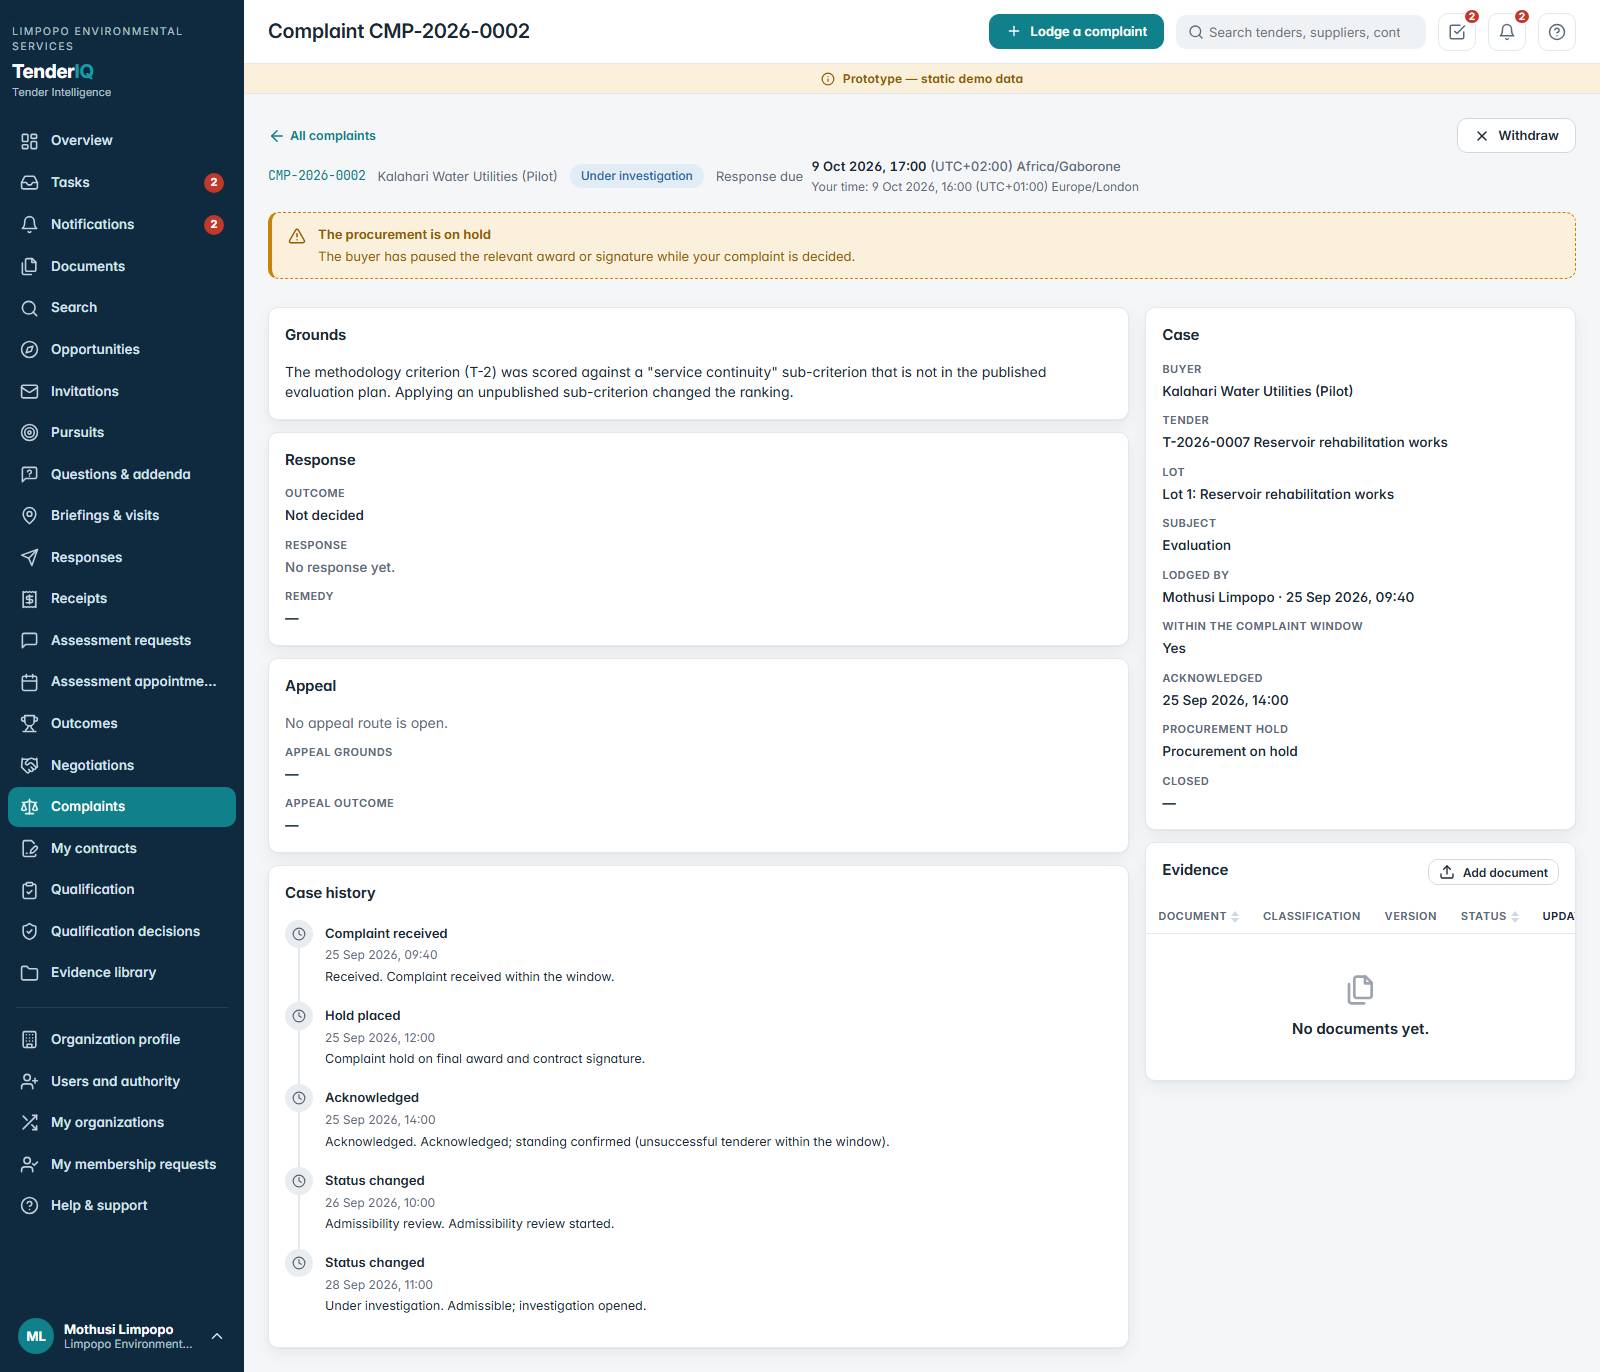 LIMPOPO ENVIRONMENTAL
SERVICES
TenderIQ
Tender Intelligence
Overview
Tasks
2
Notifications
2
Documents
Search
Opportunities
Invitations
Pursuits
Questions & addenda
Briefings & visits
Responses
Receipts
Assessment requests
Assessment appointme...
Outcomes
Negotiations
Complaints
My contracts
Qualification
Qualification decisions
Evidence library
Organization profile
Users and authority
My organizations
My membership requests
Help & support
ML
Mothusi Limpopo
Limpopo Environment...
Complaint CMP-2026-0002
Lodge a complaint
Search tenders, suppliers, cont
2
2
Prototype — static demo data
All complaints
Withdraw
CMP-2026-0002 Kalahari Water Utilities (Pilot) Under investigation Response due 9 Oct 2026, 17:00 (UTC+02:00) Africa/Gaborone
Your time: 9 Oct 2026, 16:00 (UTC+01:00) Europe/London
The procurement is on hold
The buyer has paused the relevant award or signature while your complaint is decided.
Grounds
The methodology criterion (T-2) was scored against a "service continuity" sub-criterion that is not in the published
evaluation plan. Applying an unpublished sub-criterion changed the ranking.
Response
OUTCOME
Not decided
RESPONSE
No response yet.
REMEDY
—
Appeal
No appeal route is open.
APPEAL GROUNDS
—
APPEAL OUTCOME
—
Case history
Complaint received
25 Sep 2026, 09:40
Received. Complaint received within the window.
Hold placed
25 Sep 2026, 12:00
Complaint hold on final award and contract signature.
Acknowledged
25 Sep 2026, 14:00
Acknowledged. Acknowledged; standing confirmed (unsuccessful tenderer within the window).
Status changed
26 Sep 2026, 10:00
Admissibility review. Admissibility review started.
Status changed
28 Sep 2026, 11:00
Under investigation. Admissible; investigation opened.
Case
BUYER
Kalahari Water Utilities (Pilot)
TENDER
T-2026-0007 Reservoir rehabilitation works
LOT
Lot 1: Reservoir rehabilitation works
SUBJECT
Evaluation
LODGED BY
Mothusi Limpopo · 25 Sep 2026, 09:40
WITHIN THE COMPLAINT WINDOW
Yes
ACKNOWLEDGED
25 Sep 2026, 14:00
PROCUREMENT HOLD
Procurement on hold
CLOSED
—
Evidence
Add document
DOCUMENT CLASSIFICATION VERSION STATUS UPDA
No documents yet.